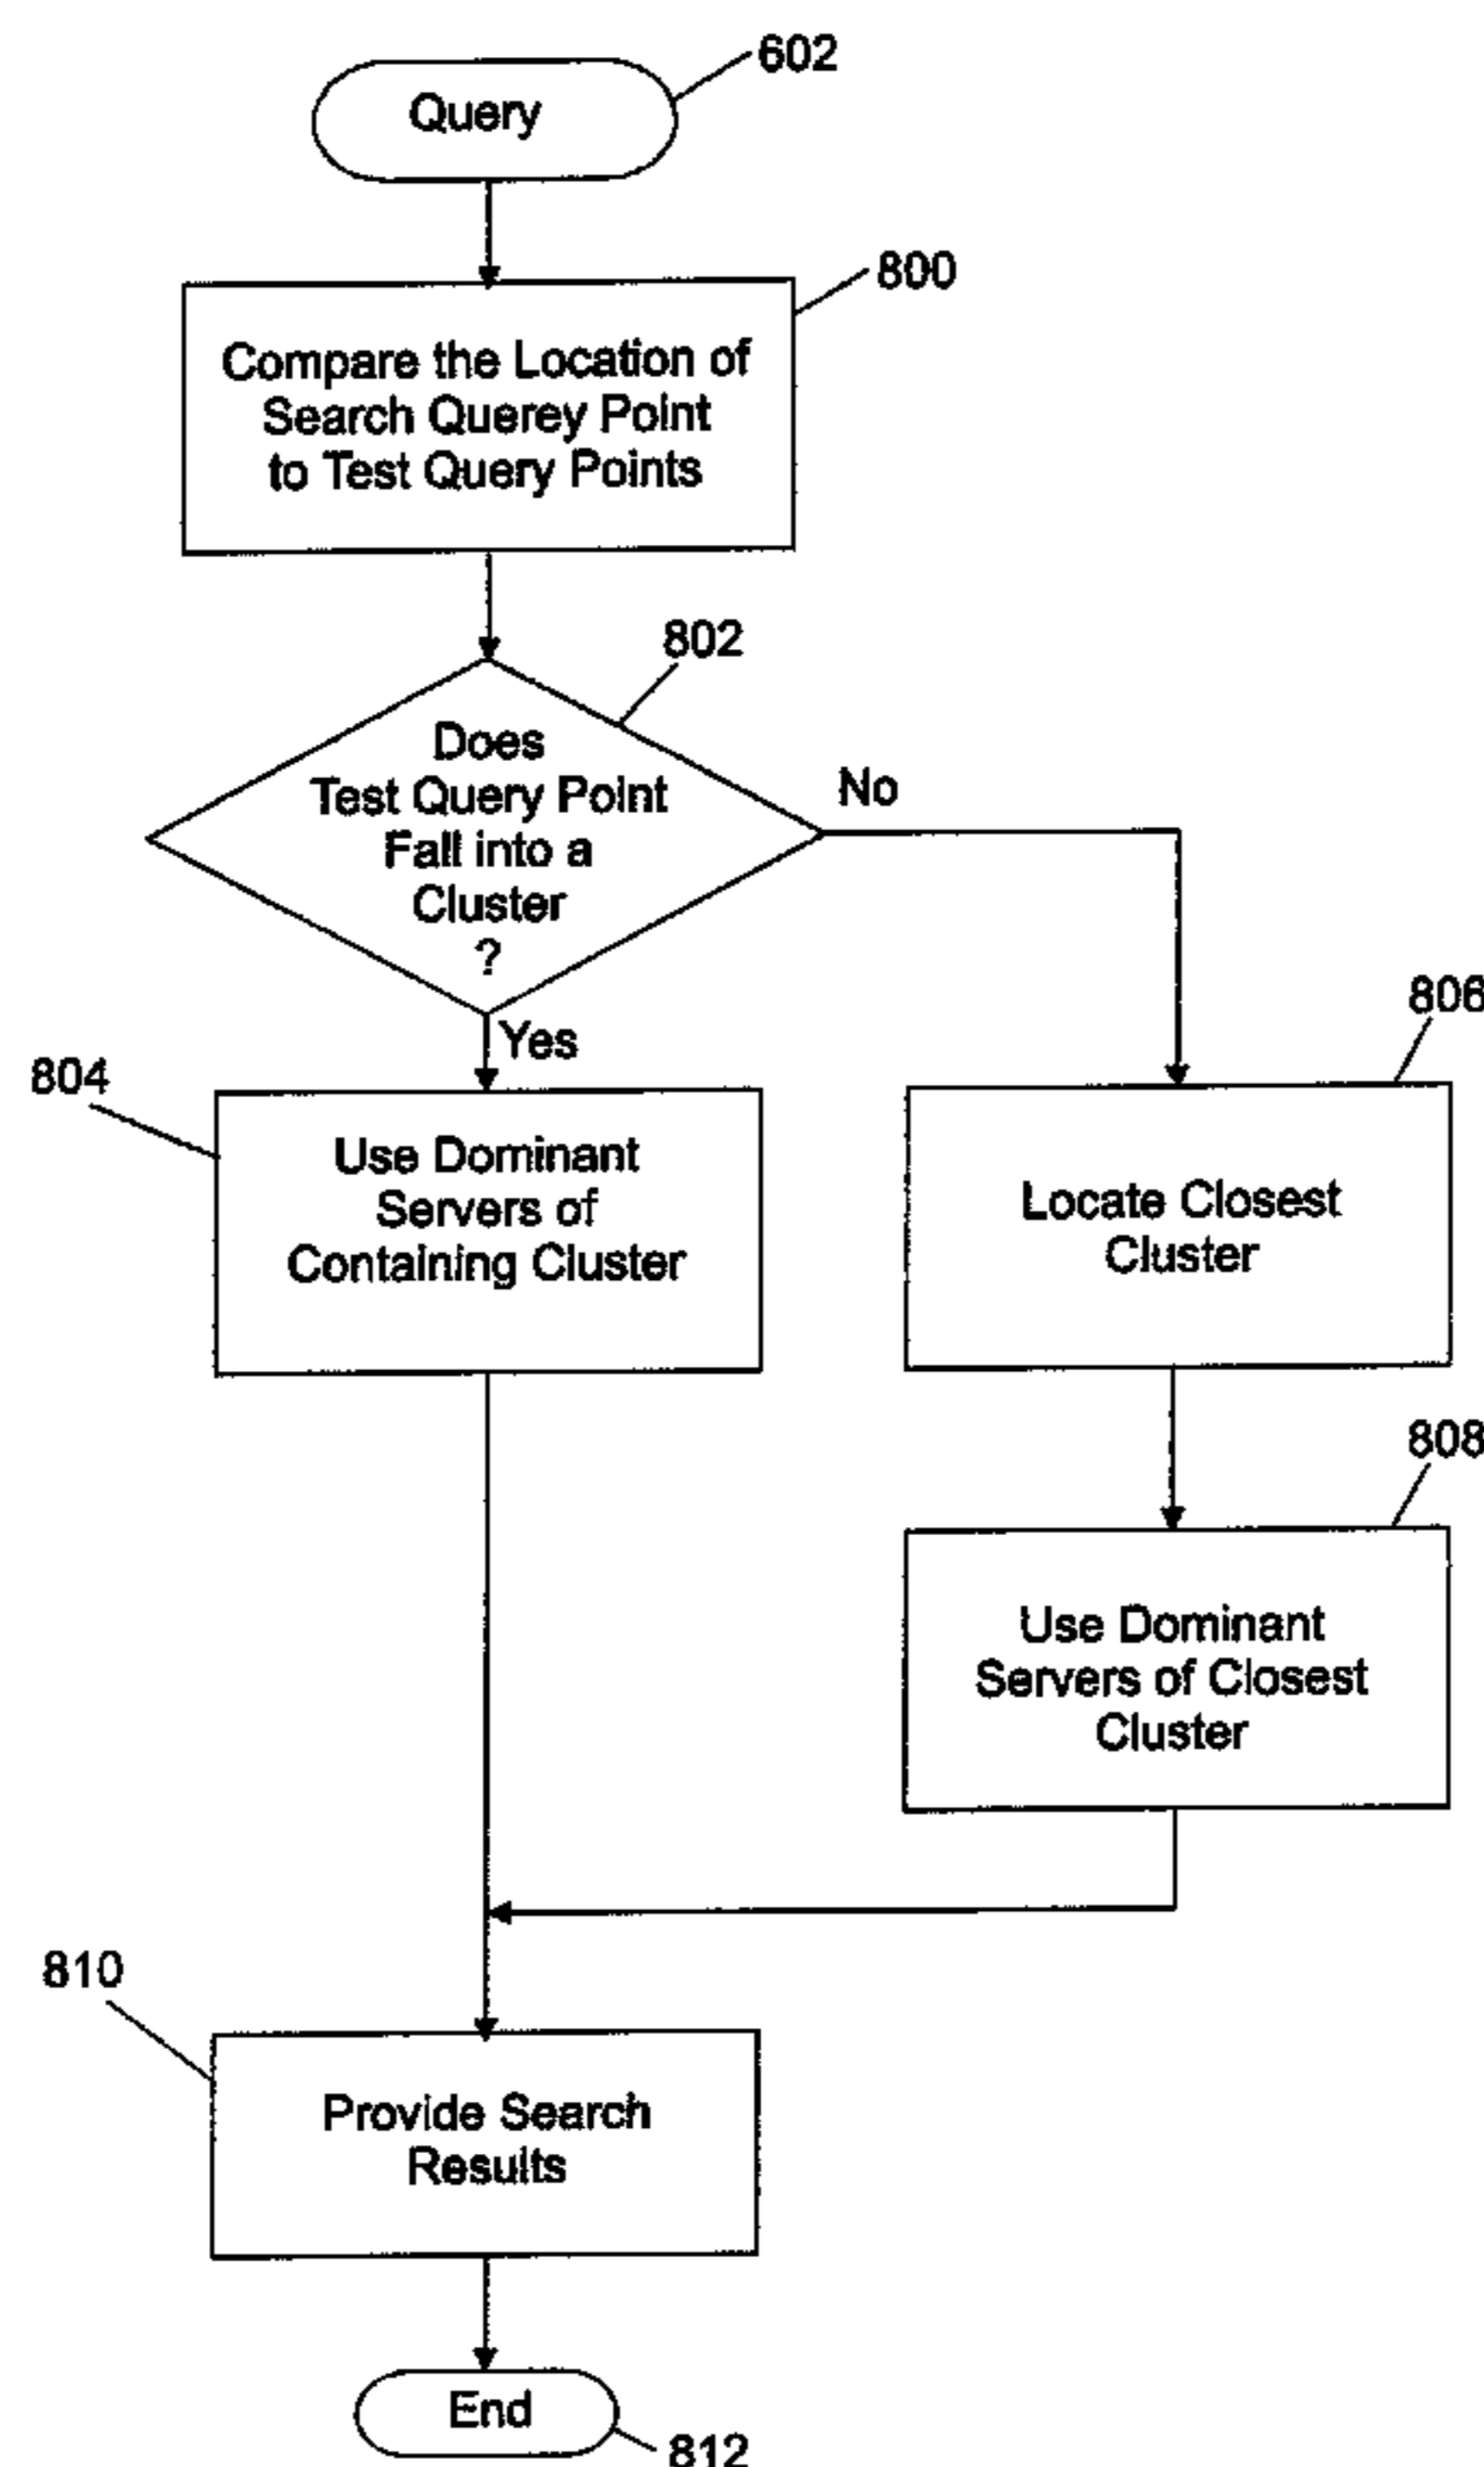 602
Query
800
Compare the Location of
Search Querey Point
to Test Query Points
802
Does
Test Query Point
Fall into a
Cluster
?
No
Yes
804
Use Dominant
Servers of
Containing Cluster
806
Locate Closest
Cluster
808
Use Dominant
Servers of Closest
Cluster
810
Provide Search
Results
End
812